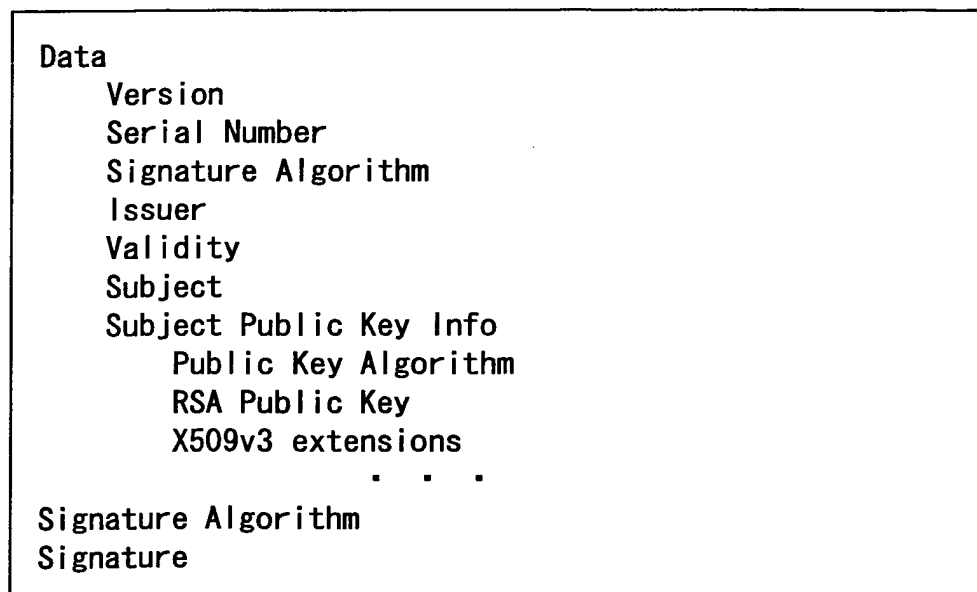 Data
Version
Serial Number
Signature Algorithm
Issuer
Validity
Subject
Subject Public Key Info
Public Key Algorithm
RSA Public Key
X509v3 extensions
. . .
Signature Algorithm
Signature